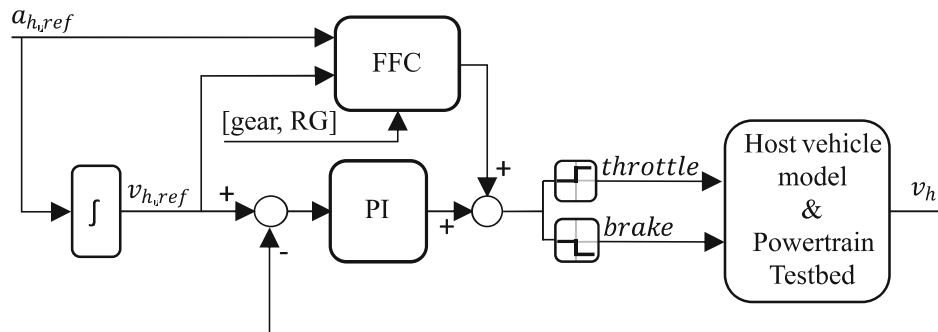 a_{h,ref}
FFC
[gear, RG]
∫
v_{h,ref}
+
-
PI
+
+
throttle
brake
Host vehicle
model
&
Powertrain
Testbed
v_h